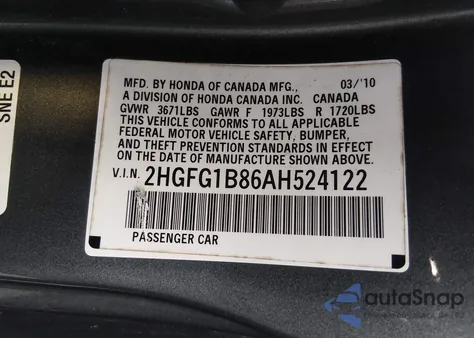 SNE E2
MFD. BY HONDA OF CANADA MFG., 03/'10
A DIVISION OF HONDA CANADA INC. CANADA
GVWR 3671LBS GAWR F 1973LBS R 1720LBS
THIS VEHICLE CONFORMS TO ALL APPLICABLE
FEDERAL MOTOR VEHICLE SAFETY, BUMPER,
AND THEFT PREVENTION STANDARDS IN EFFECT
ON THE DATE OF MANUFACTURE SHOWN ABOVE.
V.I.N. 2HGFG1B86AH524122
PASSENGER CAR
autaSnap